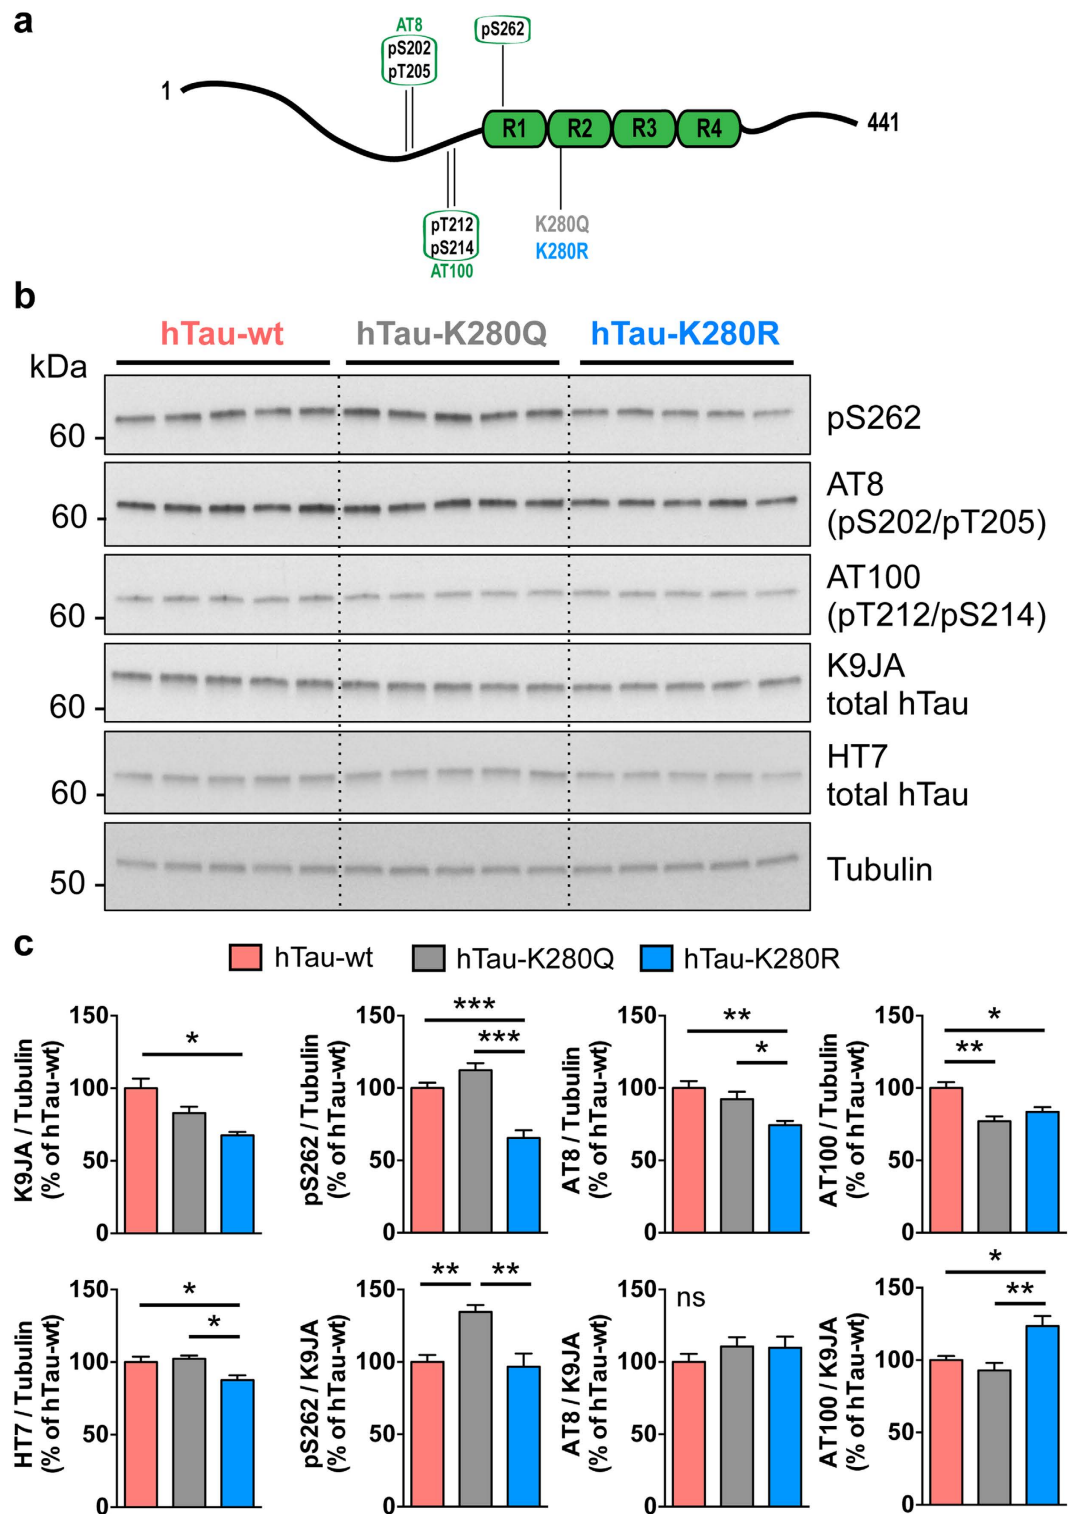 a
AT8
pS202
pT205
pS262
1
R1 R2 R3 R4
441
pT212
pS214
AT100
K280Q
K280R
b
hTau-wt hTau-K280Q hTau-K280R
kDa
60
pS262
60
AT8
(pS202/pT205)
60
AT100
(pT212/pS214)
60
K9JA
total hTau
60
HT7
total hTau
50
Tubulin
c
hTau-wt hTau-K280Q hTau-K280R
K9JA / Tubulin
(% of hTau-wt)
150
100
50
0
*
pS262 / Tubulin
(% of hTau-wt)
150
100
50
0
***
***
AT8 / Tubulin
(% of hTau-wt)
150
100
50
0
**
*
AT100 / Tubulin
(% of hTau-wt)
150
100
50
0
*
**
HT7 / Tubulin
(% of hTau-wt)
150
100
50
0
*
*
pS262 / K9JA
(% of hTau-wt)
150
100
50
0
** **
AT8 / K9JA
(% of hTau-wt)
150
100
50
0
ns
AT100 / K9JA
(% of hTau-wt)
150
100
50
0
*
**